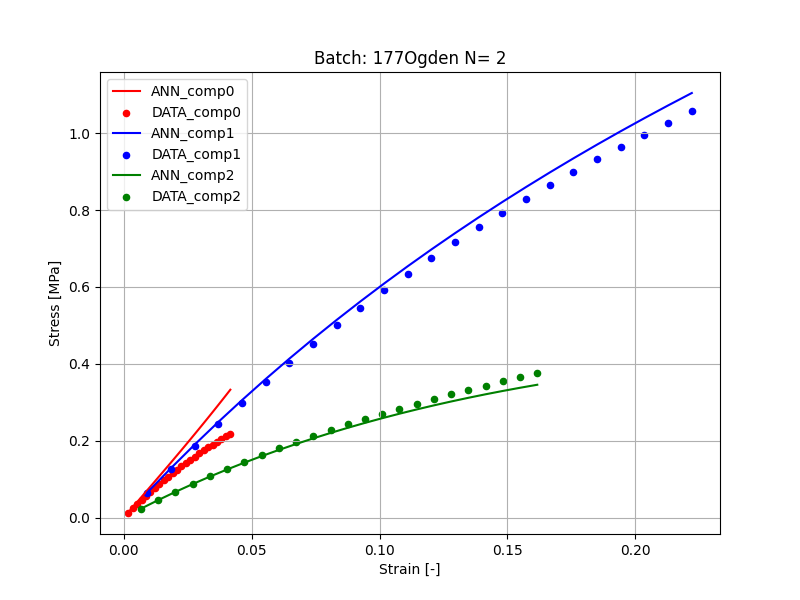 Batch: 177Ogden N= 2
ANN_comp0
DATA_comp0
ANN_comp1
DATA_comp1
ANN_comp2
DATA_comp2
Stress [MPa]
1.0
0.8
0.6
0.4
0.2
0.0
0.00 0.05 0.10 0.15 0.20
Strain [-]